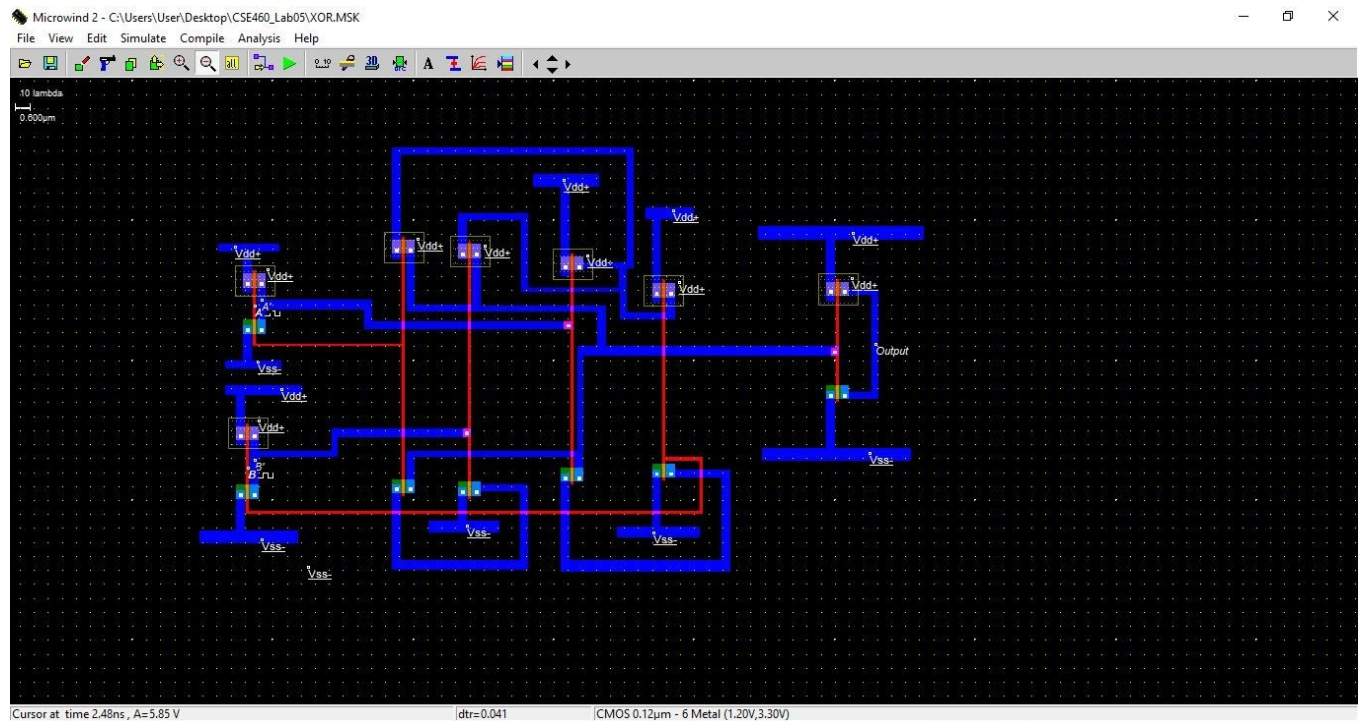 Microwind 2 - C:\Users\User\Desktop\CSE460_Lab05\XOR.MSK
File View Edit Simulate Compile Analysis Help
10 lambda
0.600µm
Vdd+
Vdd+
Vdd+
Vdd+
Vdd+
Vdd+
Vdd+
Vdd+
Vdd+
Vdd+
Vdd+
A'
A
Output
Vss-
Vdd+
Vdd+
Vss-
B'
B
Vss-
Vss-
Vss-
Vss-
Cursor at time 2.48ns , A=5.85 V
dtr=0.041
CMOS 0.12µm - 6 Metal (1.20V,3.30V)